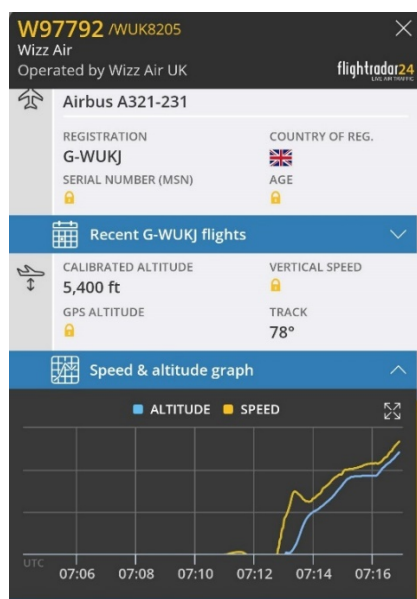 W97792 /WUK8205
Wizz Air
Operated by Wizz Air UK
flightradar24
LIVE AIR TRAFFIC
Airbus A321-231
REGISTRATION COUNTRY OF REG.
G-WUKJ
SERIAL NUMBER (MSN) AGE
Recent G-WUKJ flights
CALIBRATED ALTITUDE VERTICAL SPEED
5,400 ft
GPS ALTITUDE TRACK
78°
Speed & altitude graph
ALTITUDE SPEED
UTC
07:06 07:08 07:10 07:12 07:14 07:16